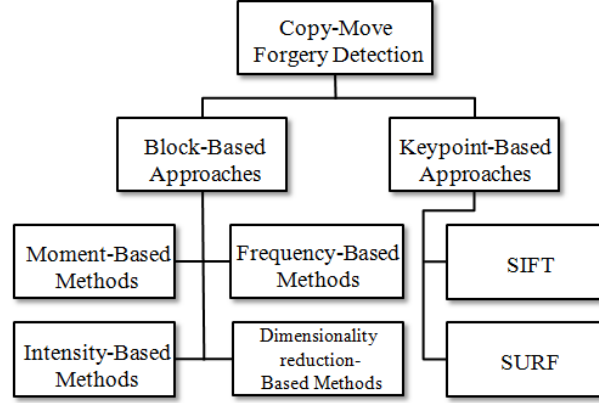 Copy-Move
Forgery Detection
Block-Based
Approaches
Keypoint-Based
Approaches
Moment-Based
Methods
Frequency-Based
Methods
SIFT
Intensity-Based
Methods
Dimensionality
reduction-
Based Methods
SURF